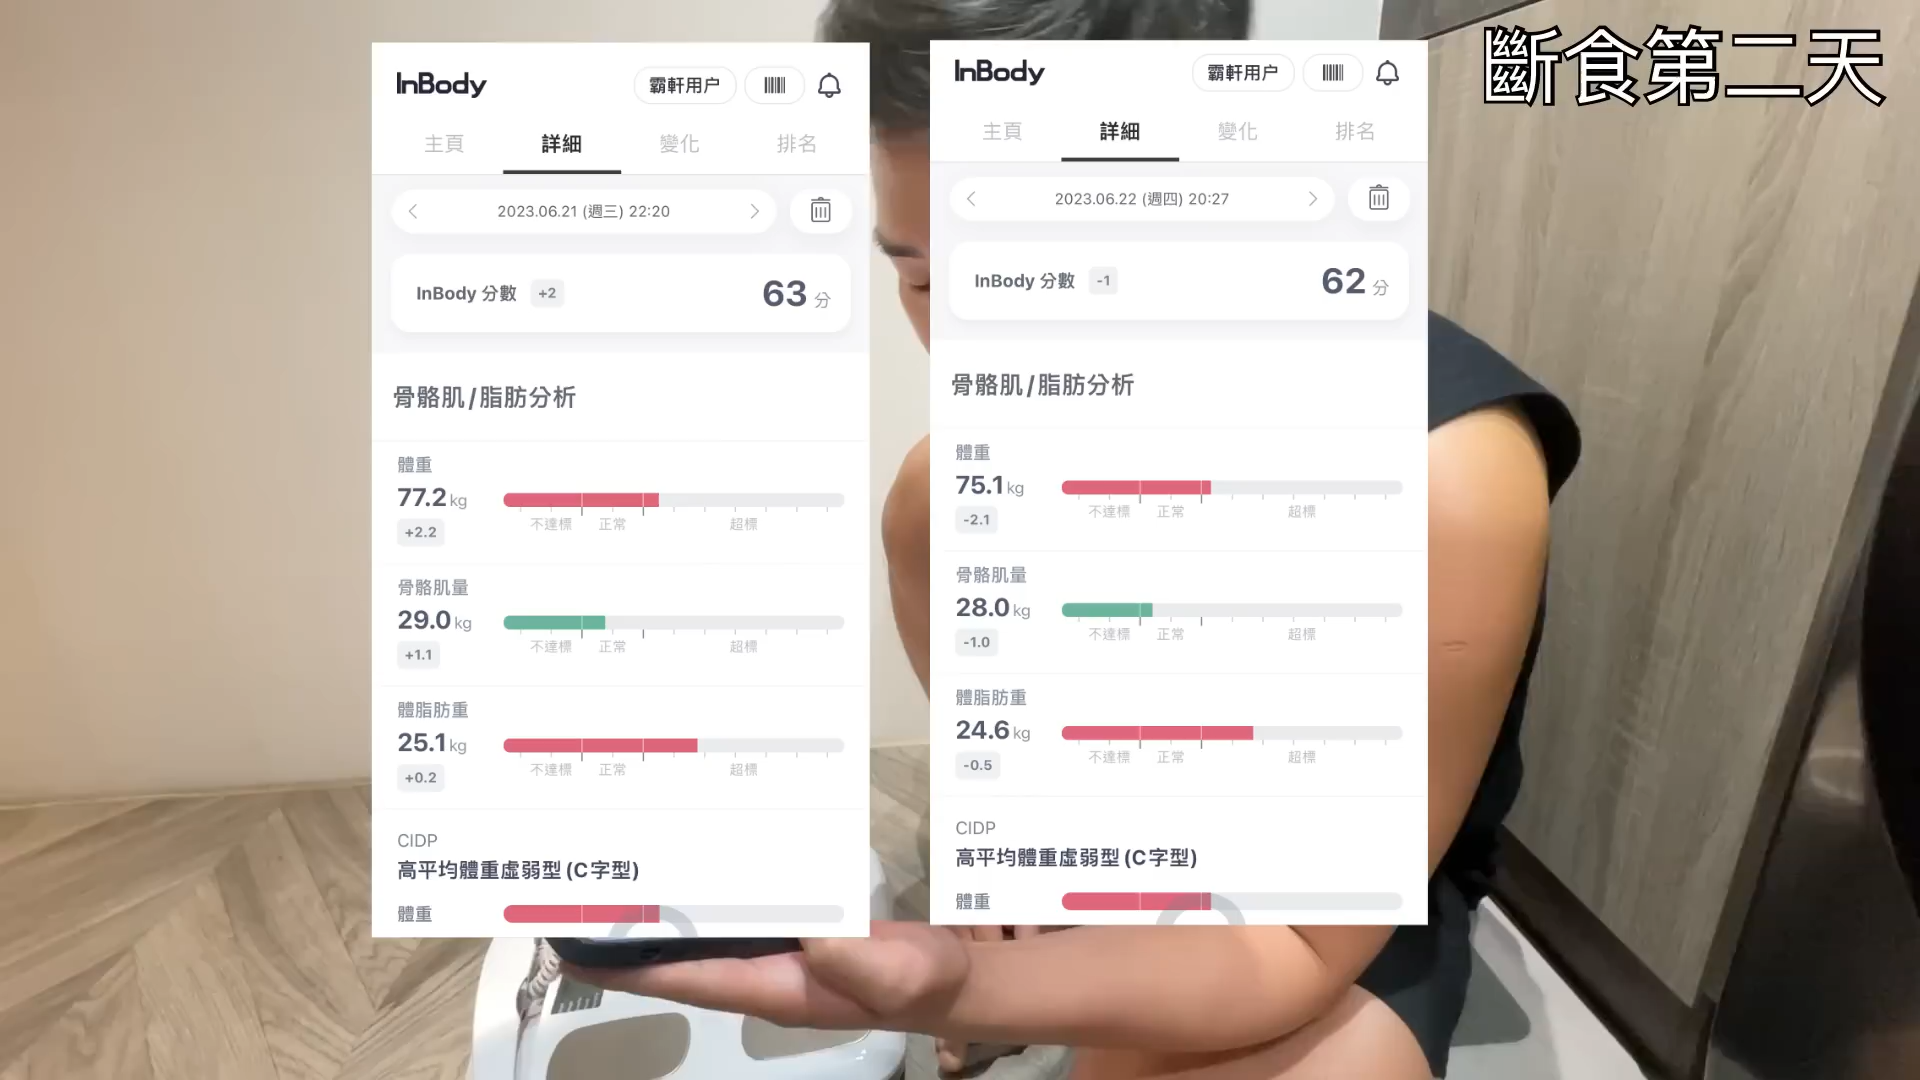 斷食第二天
InBody
霸軒用户
主頁
詳細
變化
排名
2023.06.21 (週三) 22:20
InBody 分數 +2
63 分
骨骼肌/脂肪分析
體重
77.2 kg
+2.2
不達標 正常 超標
骨骼肌量
29.0 kg
+1.1
不達標 正常 超標
體脂肪重
25.1 kg
+0.2
不達標 正常 超標
CIDP
高平均體重虛弱型 (C字型)
體重
InBody
霸軒用户
主頁
詳細
變化
排名
2023.06.22 (週四) 20:27
InBody 分數 -1
62 分
骨骼肌/脂肪分析
體重
75.1 kg
-2.1
不達標 正常 超標
骨骼肌量
28.0 kg
-1.0
不達標 正常 超標
體脂肪重
24.6 kg
-0.5
不達標 正常 超標
CIDP
高平均體重虛弱型 (C字型)
體重